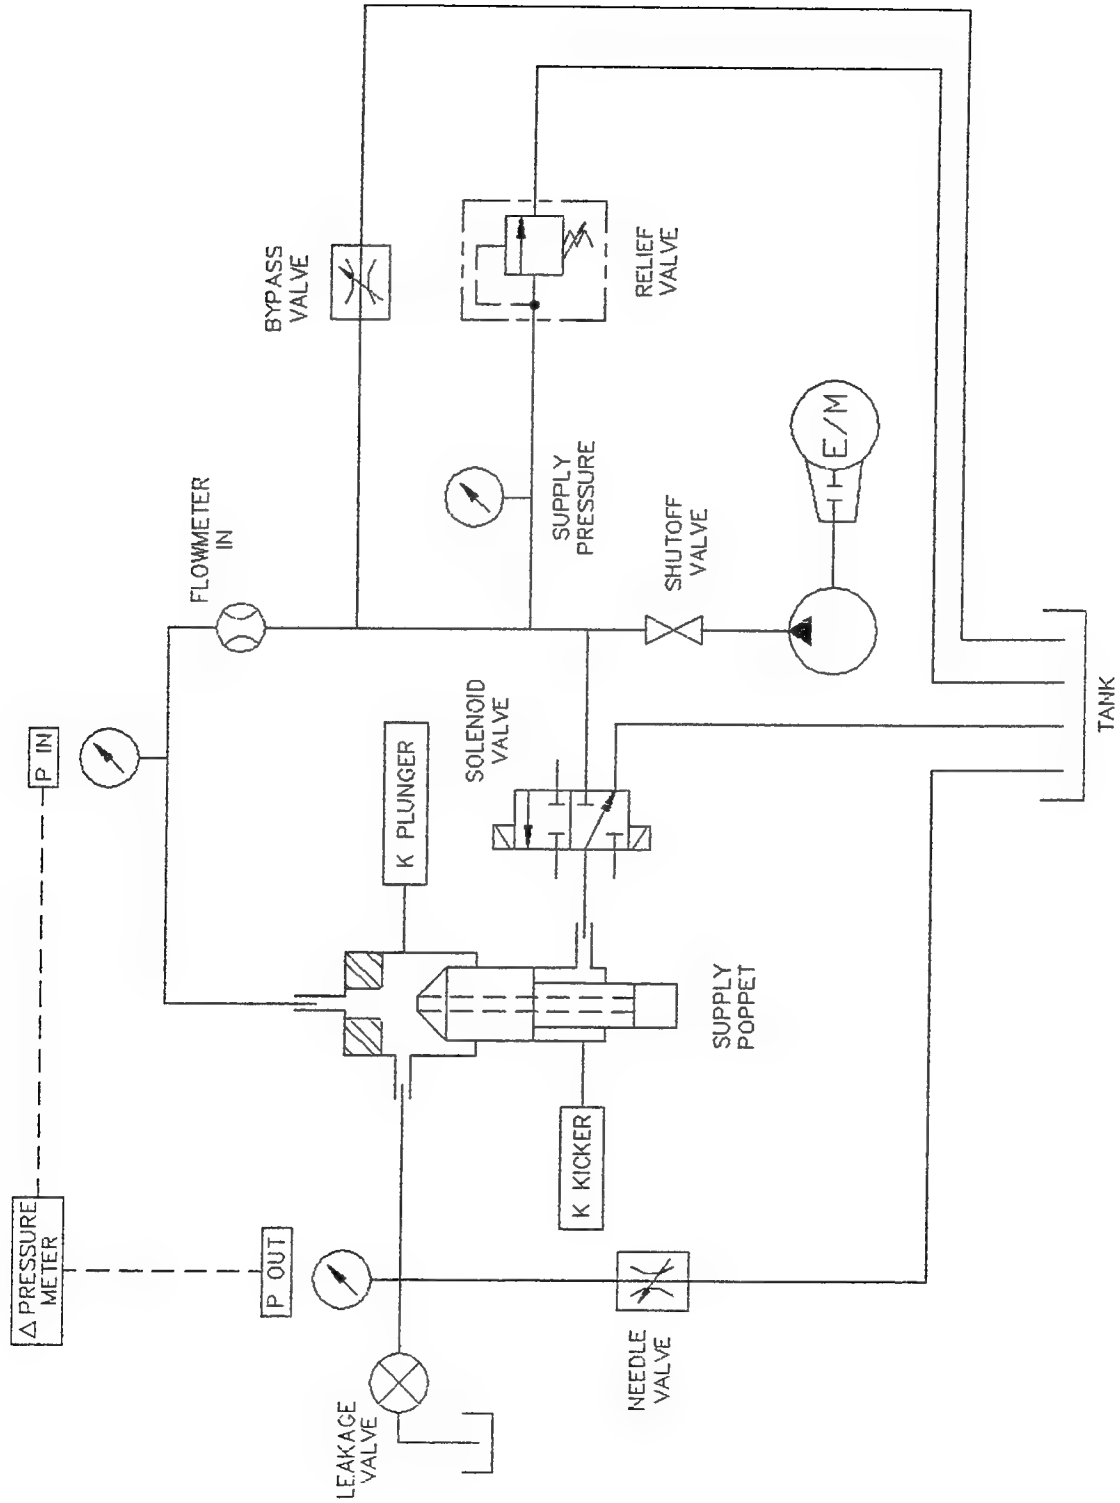 Δ PRESSURE
METER
P IN
P OUT
FLOWMETER
IN
BYPASS
VALVE
K PLUNGER
SOLENOID
VALVE
SUPPLY
PRESSURE
RELIEF
VALVE
LEAKAGE
VALVE
K KICKER
SUPPLY
POPPET
SHUTOFF
VALVE
E/M
NEEDLE
VALVE
TANK